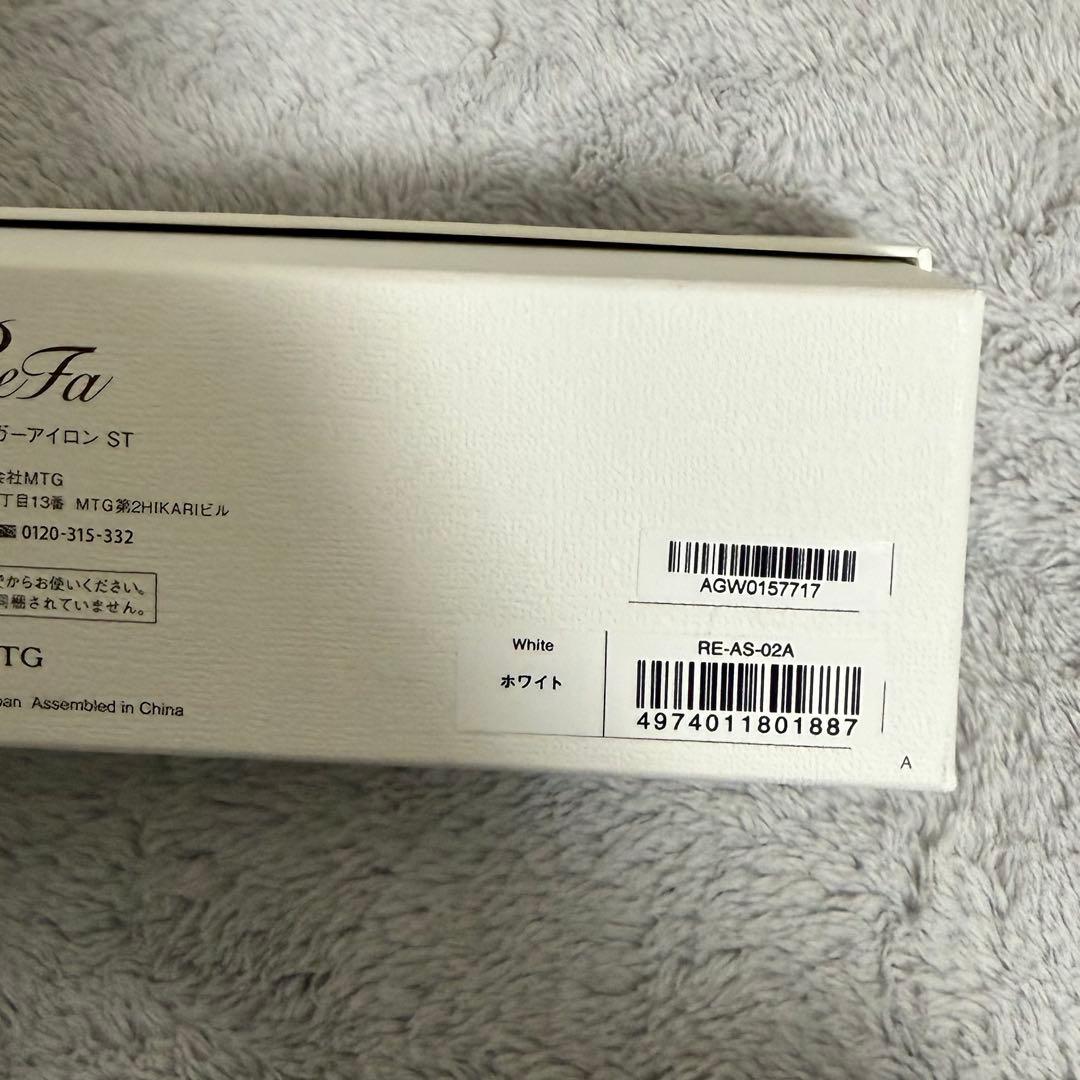 ReFa
ガーアイロン ST
会社MTG
丁目13番 MTG第2HIKARIビル
0120-315-332
でからお使いください。
同梱されていません。
TG
pan Assembled in China
AGW0157717
White
ホワイト
RE-AS-02A
4974011801887
A